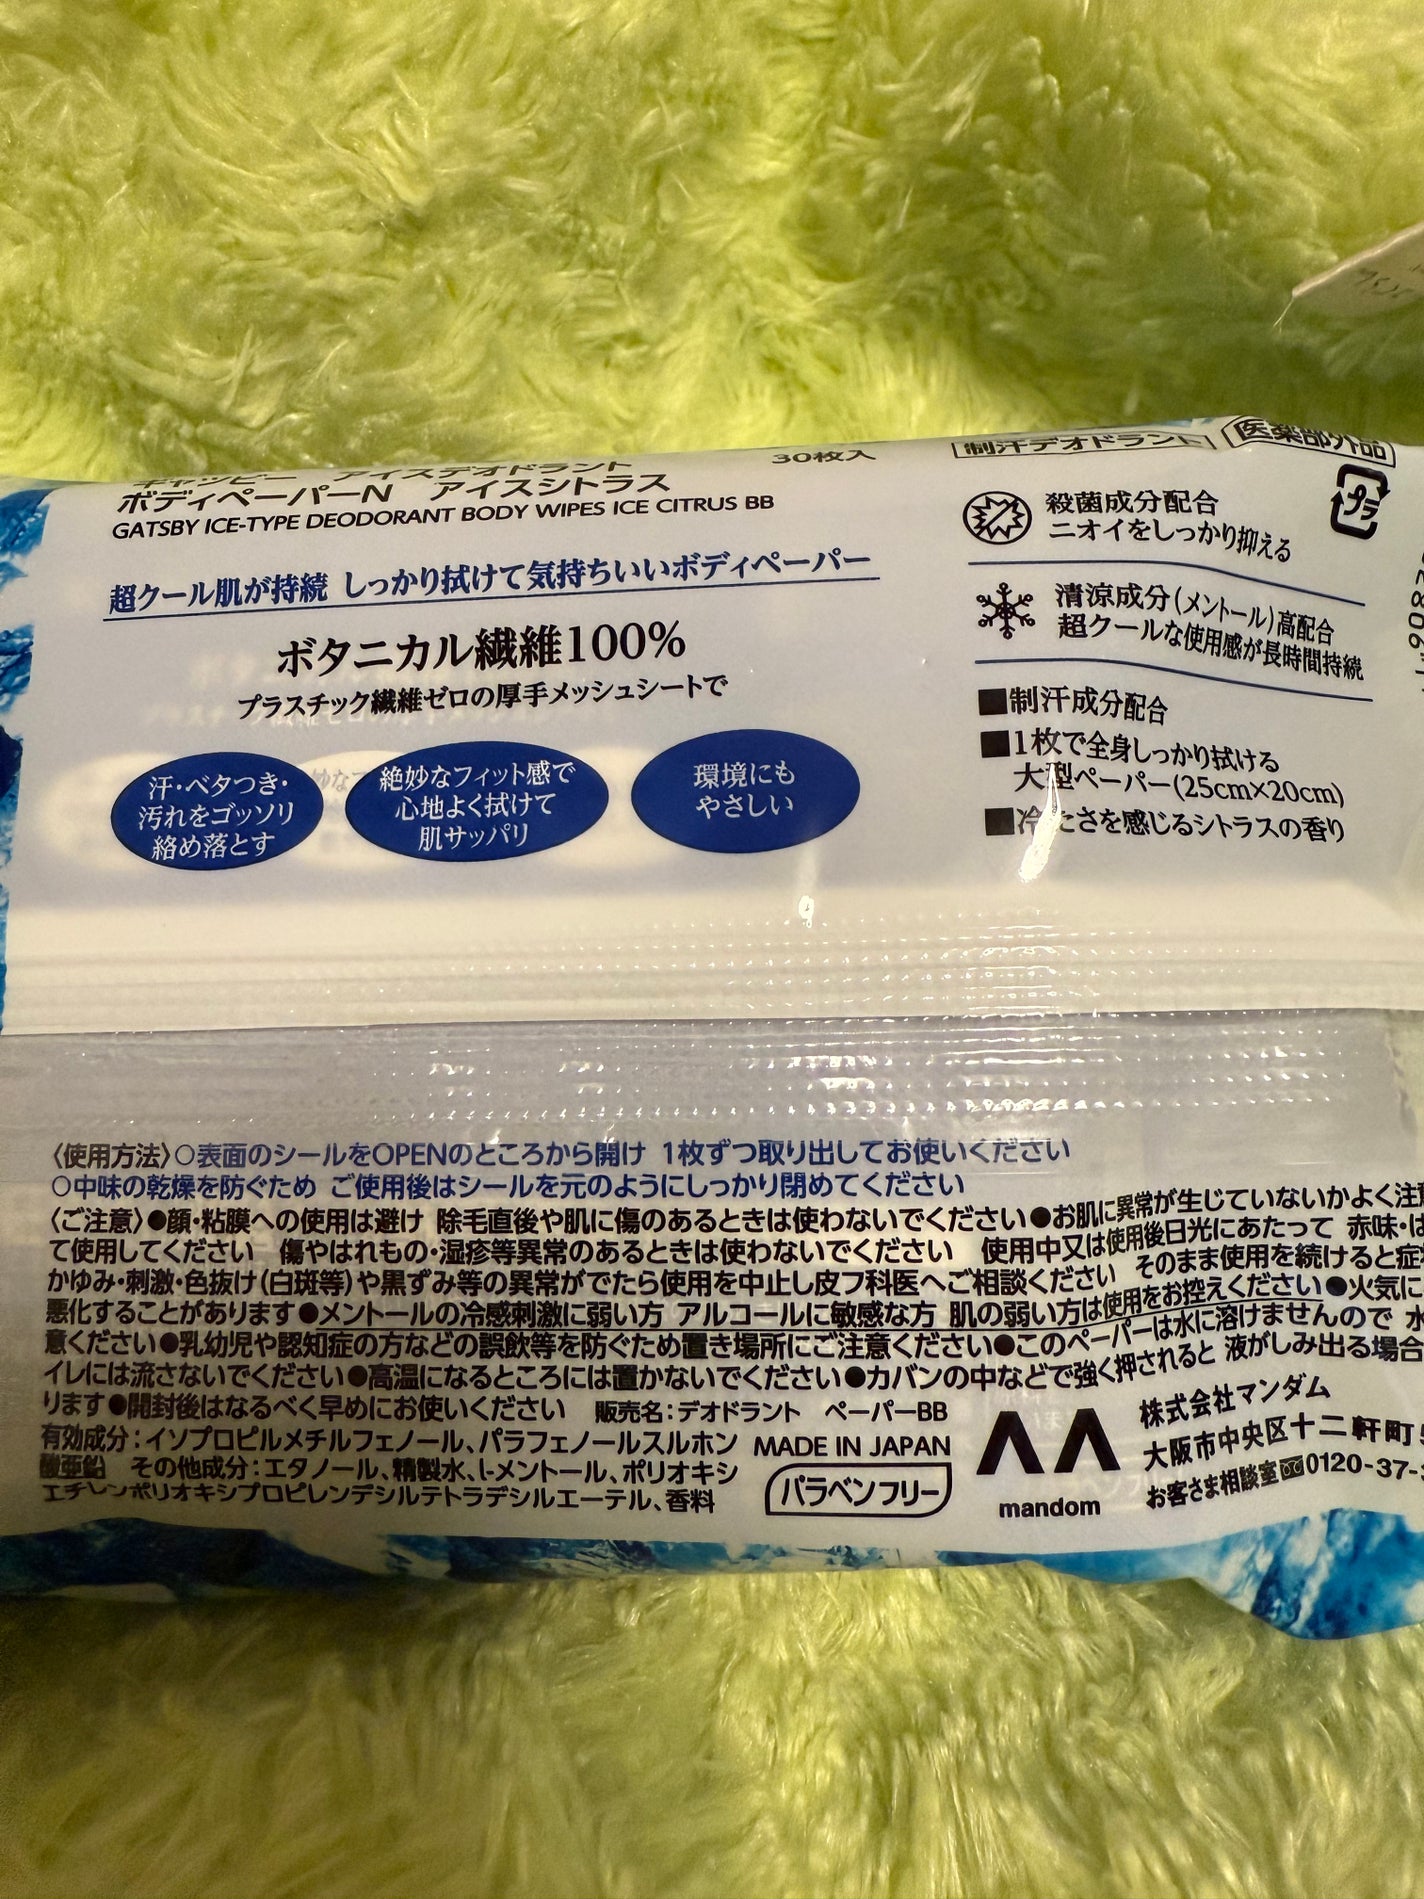 ギャツビー アイスデオドラント
ボディペーパーN アイスシトラス
30枚入
GATSBY ICE-TYPE DEODORANT BODY WIPES ICE CITRUS BB
制汗デオドラント
医薬部外品
超クール肌が持続 しっかり拭けて気持ちいいボディペーパー
ボタニカル繊維100%
プラスチック繊維ゼロの厚手メッシュシートで
汗・ベタつき・
汚れをゴッソリ
絡め落とす
絶妙なフィット感で
心地よく拭けて
肌サッパリ
環境にも
やさしい
殺菌成分配合
ニオイをしっかり抑える
プラ
清涼成分(メントール)高配合
超クールな使用感が長時間持続
■制汗成分配合
■1枚で全身しっかり拭ける
大型ペーパー(25cm×20cm)
■冷たさを感じるシトラスの香り
〈使用方法〉○表面のシールをOPENのところから開け 1枚ずつ取り出してお使いください
○中味の乾燥を防ぐため ご使用後はシールを元のようにしっかり閉めてください
〈ご注意〉●顔・粘膜への使用は避け 除毛直後や肌に傷のあるときは使わないでください●お肌に異常が生じていないかよく注
て使用してください 傷やはれもの・湿疹等異常のあるときは使わないでください 使用中又は使用後日光にあたって 赤味・
かゆみ・刺激・色抜け(白斑等)や黒ずみ等の異常がでたら使用を中止し皮フ科医へご相談ください そのまま使用を続けると症
悪化することがあります●メントールの冷感刺激に弱い方 アルコールに敏感な方 肌の弱い方は使用をお控えください●火気に
意ください●乳幼児や認知症の方などの誤飲等を防ぐため置き場所にご注意ください●このペーパーは水に溶けませんので 水
イレには流さないでください●高温になるところには置かないでください●カバンの中などで強く押されると 液がしみ出る場合
ります●開封後はなるべく早めにお使いください 販売名:デオドラント ペーパーBB
有効成分:イソプロピルメチルフェノール、パラフェノールスルホン
酸亜鉛 その他成分:エタノール、精製水、l-メントール、ポリオキシ
エチレンポリオキシプロピレンデシルテトラデシルエーテル、香料
MADE IN JAPAN
パラベンフリー
mandom
株式会社マンダム
大阪市中央区十二軒町
お客さま相談室 0120-37-